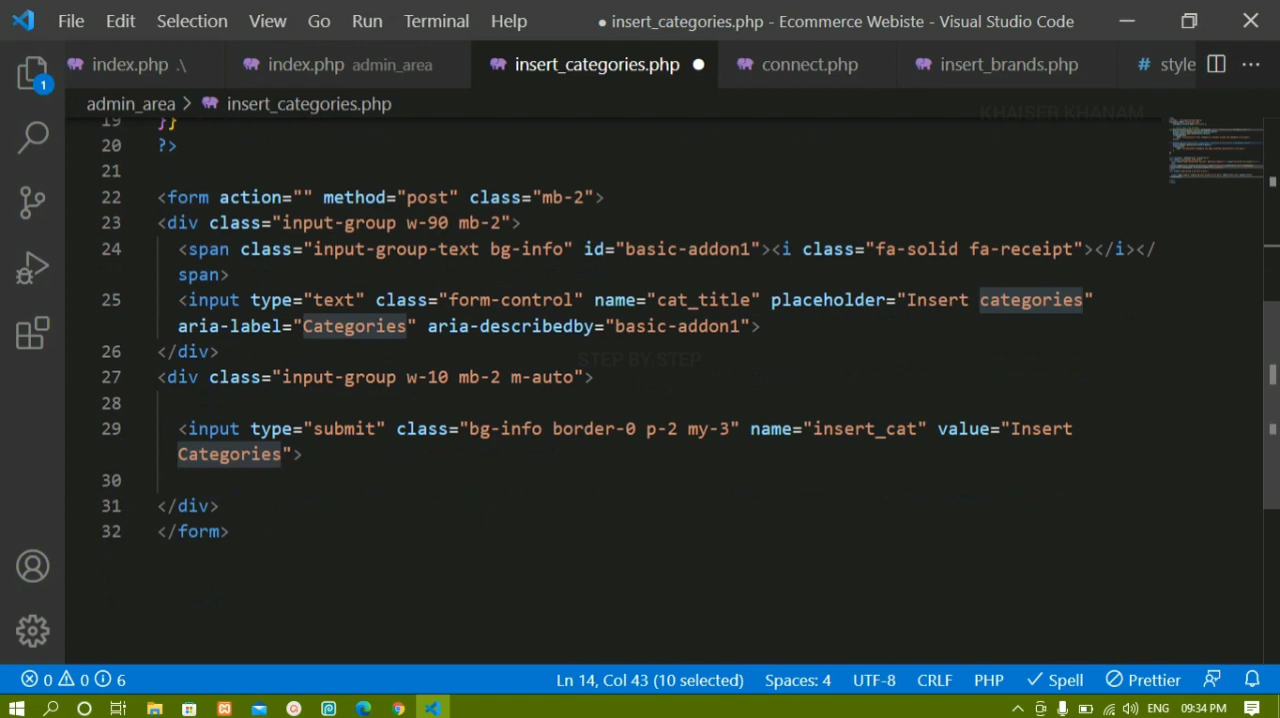 File Edit Selection View Go Run Terminal Help ● insert_categories.php - Ecommerce Webiste - Visual Studio Code
index.php .\ index.php admin_area insert_categories.php connect.php insert_brands.php # style
1
admin_area > insert_categories.php
KHAISER KHANAM
19 }}
20 ?>
21
22 <form action="" method="post" class="mb-2">
23 <div class="input-group w-90 mb-2">
24 <span class="input-group-text bg-info" id="basic-addon1"><i class="fa-solid fa-receipt"></i></
span>
25 <input type="text" class="form-control" name="cat_title" placeholder="Insert categories"
aria-label="Categories" aria-describedby="basic-addon1">
26 </div>
STEP BY STEP
27 <div class="input-group w-10 mb-2 m-auto">
28
29 <input type="submit" class="bg-info border-0 p-2 my-3" name="insert_cat" value="Insert
Categories">
30
31 </div>
32 </form>
0 0 6 Ln 14, Col 43 (10 selected) Spaces: 4 UTF-8 CRLF PHP Spell Prettier
ENG 09:34 PM